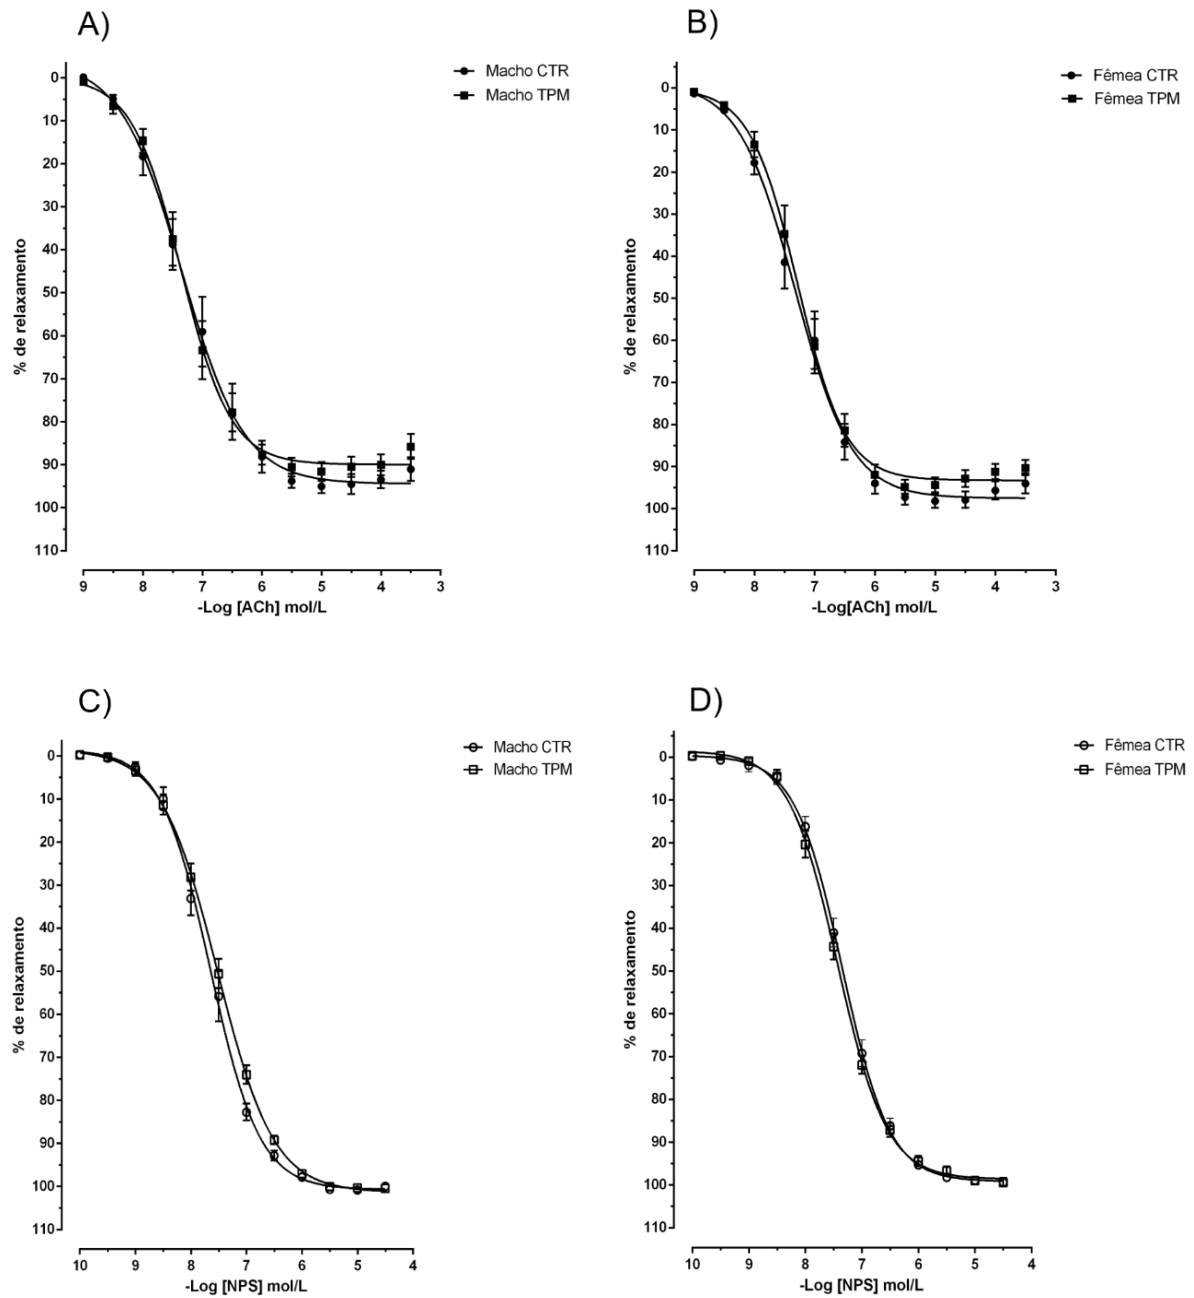 A)
Macho CTR
Macho TPM
% de relaxamento
0
10
20
30
40
50
60
70
80
90
100
110
9 8 7 6 5 4 3
-Log [ACh] mol/L
B)
Fêmea CTR
Fêmea TPM
% de relaxamento
0
10
20
30
40
50
60
70
80
90
100
110
9 8 7 6 5 4 3
-Log[ACh] mol/L
C)
Macho CTR
Macho TPM
% de relaxamento
0
10
20
30
40
50
60
70
80
90
100
110
10 9 8 7 6 5 4
-Log [NPS] mol/L
D)
Fêmea CTR
Fêmea TPM
% de relaxamento
0
10
20
30
40
50
60
70
80
90
100
110
10 9 8 7 6 5 4
-Log [NPS] mol/L